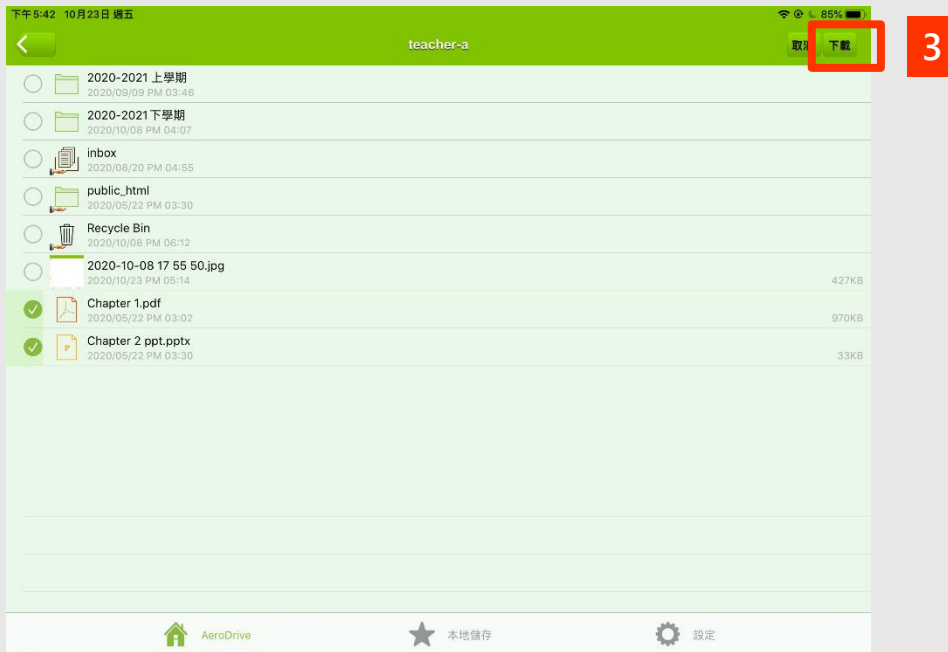 下午5:42 10月23日 週五 85%
teacher-a 取消 下載
3
2020-2021 上學期
2020/09/09 PM 03:46
2020-2021下學期
2020/10/08 PM 04:07
inbox
2020/08/20 PM 04:55
public_html
2020/05/22 PM 03:30
Recycle Bin
2020/10/08 PM 06:12
2020-10-08 17 55 50.jpg
2020/10/23 PM 05:14 427KB
Chapter 1.pdf
2020/05/22 PM 03:02 970KB
Chapter 2 ppt.pptx
2020/05/22 PM 03:30 33KB
AeroDrive 本地儲存 設定